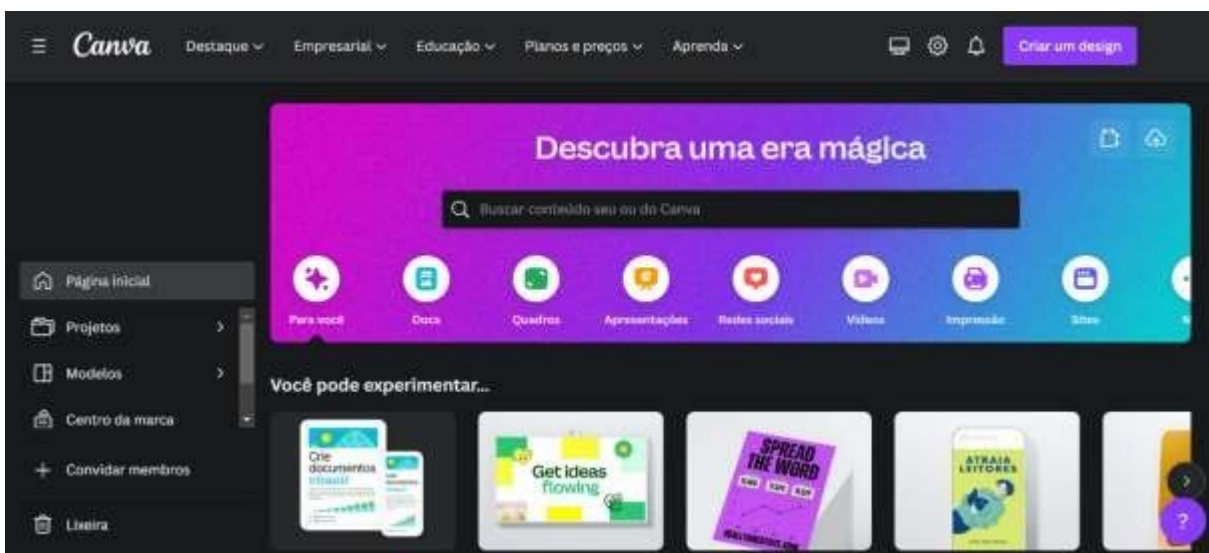 Canva Destaque Empresarial Educação Planos e preços Aprenda Criar um design
Descubra uma era mágica
Buscar conteúdo seu ou do Canva
Página inicial
Projetos
Modelos
Centro da marca
Convidar membros
Lixeira
Para você Docs Quadros Apresentações Redes sociais Vídeos Impressão Sites
Você pode experimentar...
Crie
documentos
Get ideas
flowing
SPREAD
THE WORD
ATRAIA
LEITORES
?